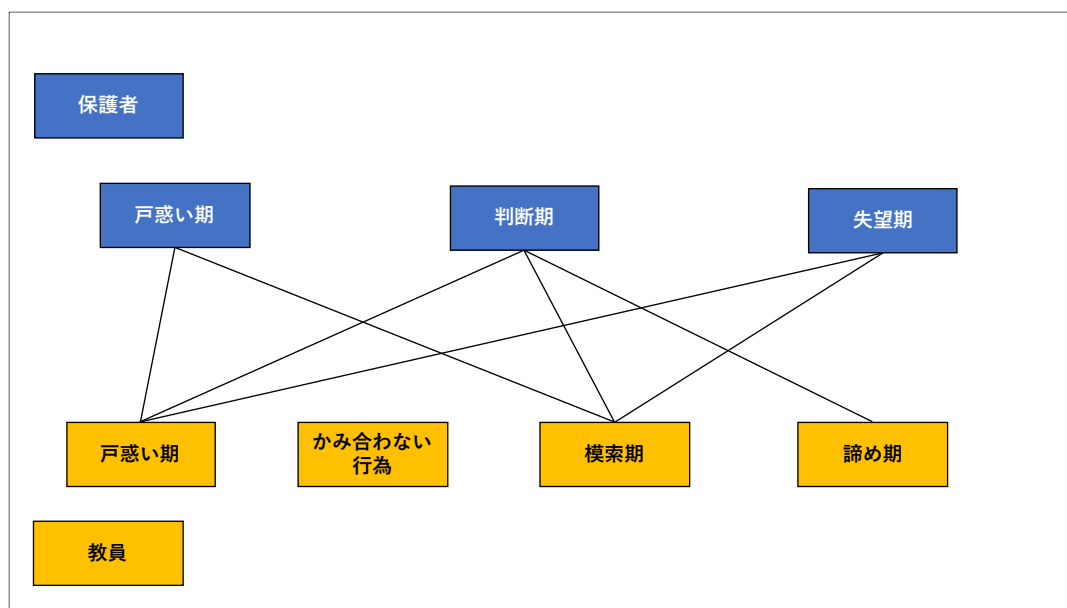 保護者
戸惑い期
判断期
失望期
戸惑い期
かみ合わない
行為
模索期
諦め期
教員